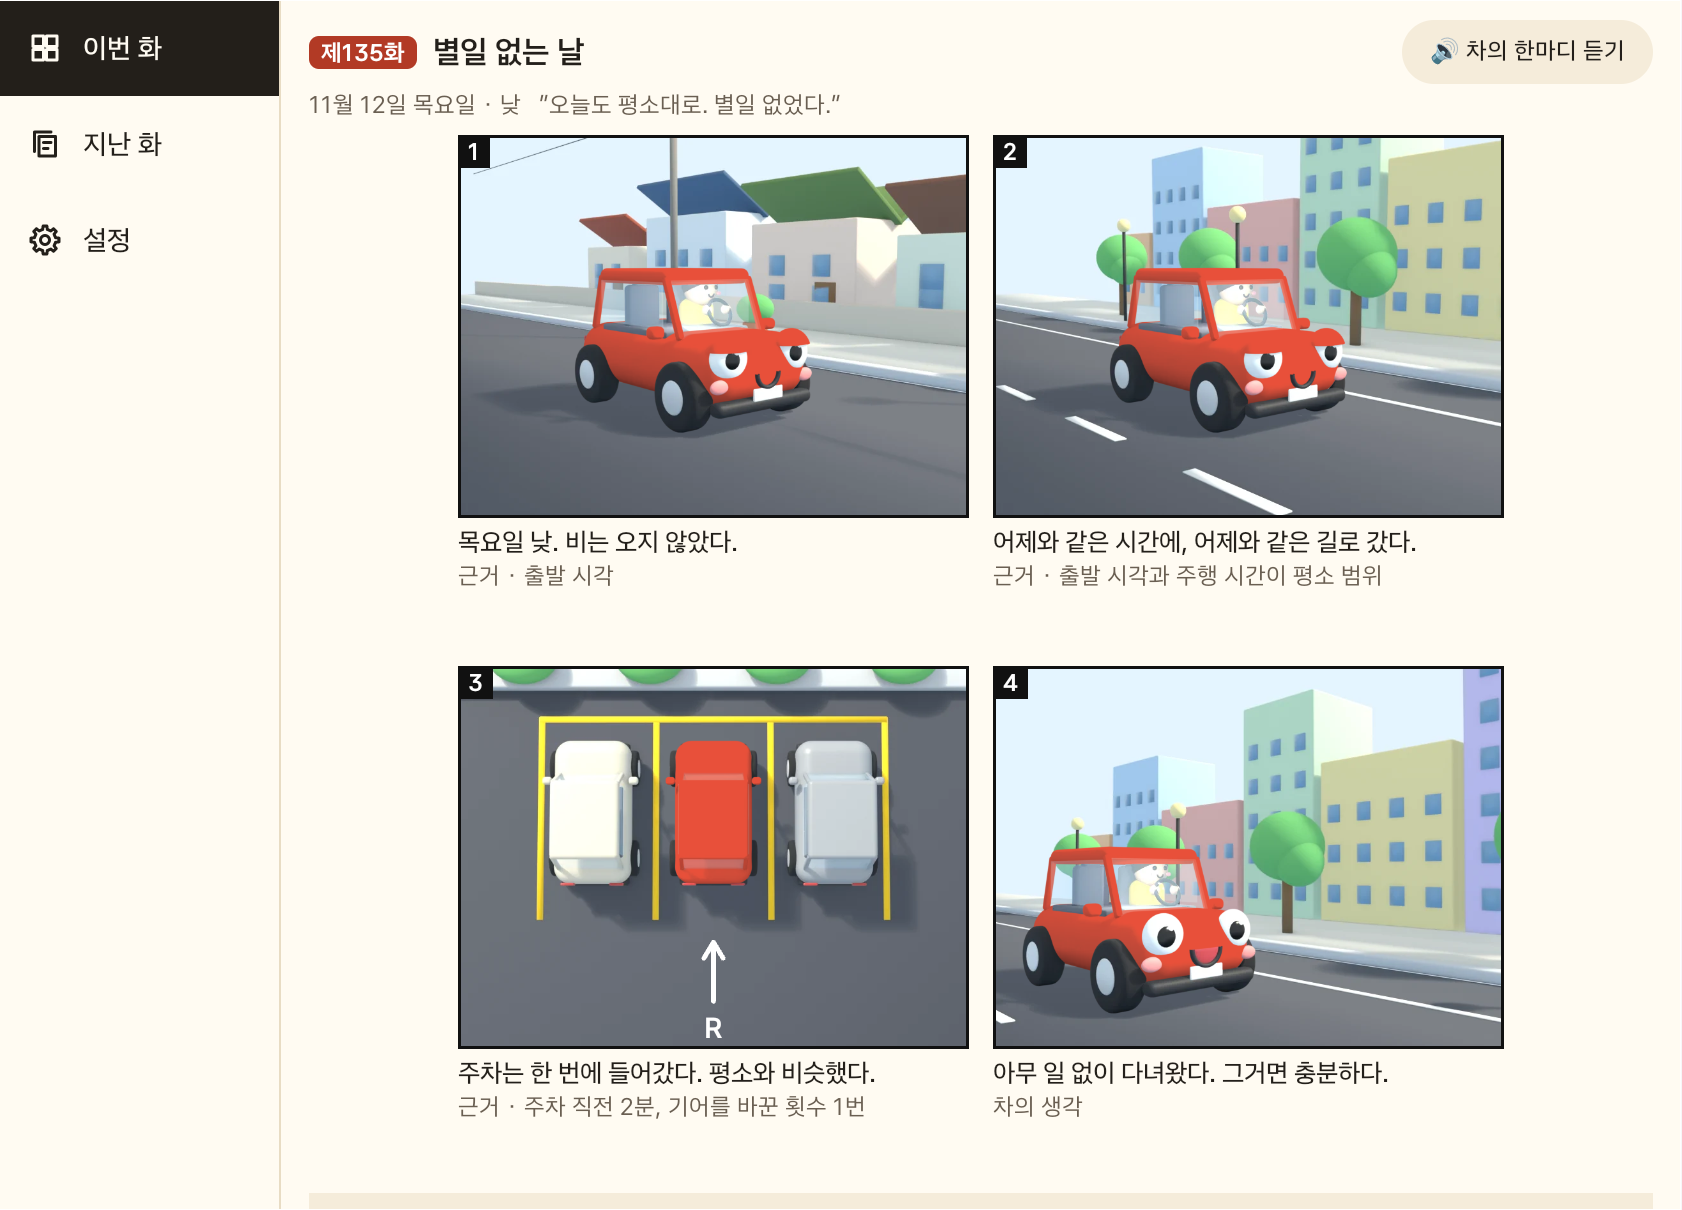 이번 화
지난 화
설정
제135화 별일 없는 날
🔊 차의 한마디 듣기
11월 12일 목요일 · 낮 "오늘도 평소대로. 별일 없었다."
1
목요일 낮. 비는 오지 않았다.
근거 · 출발 시각
2
어제와 같은 시간에, 어제와 같은 길로 갔다.
근거 · 출발 시각과 주행 시간이 평소 범위
3
R
주차는 한 번에 들어갔다. 평소와 비슷했다.
근거 · 주차 직전 2분, 기어를 바꾼 횟수 1번
4
아무 일 없이 다녀왔다. 그거면 충분하다.
차의 생각